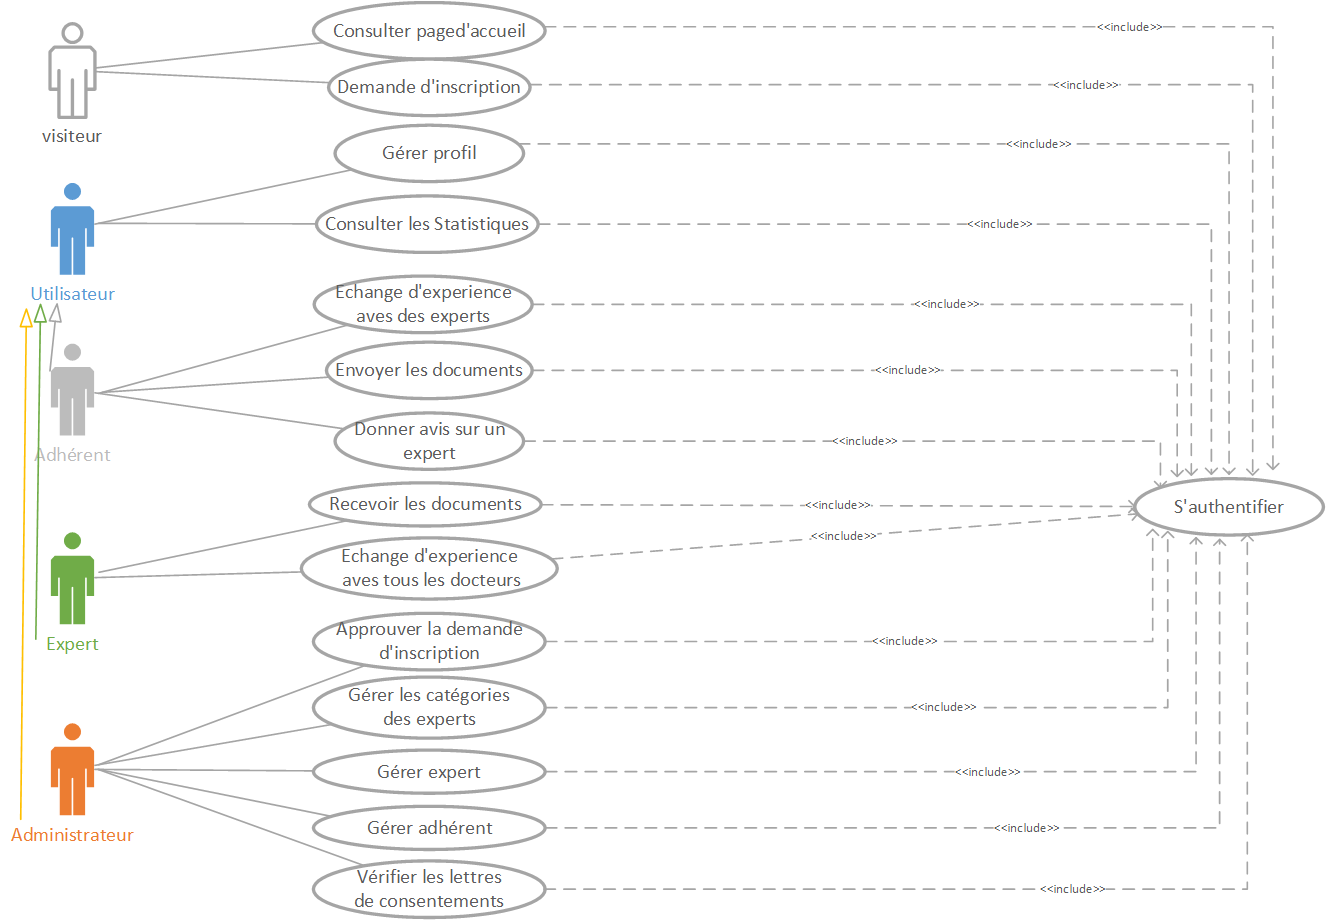 Consulter paged'accueil
<<include>>
Demande d'inscription
<<include>>
visiteur
Gérer profil
<<include>>
Consulter les Statistiques
<<include>>
Utilisateur
Echange d'experience
aves des experts
<<include>>
Envoyer les documents
<<include>>
Donner avis sur un
expert
<<include>>
Adhérent
Recevoir les documents
<<include>>
S'authentifier
Echange d'experience
aves tous les docteurs
<<include>>
Expert
Approuver la demande
d'inscription
<<include>>
Gérer les catégories
des experts
<<include>>
Gérer expert
<<include>>
Gérer adhérent
<<include>>
Administrateur
Vérifier les lettres
de consentements
<<include>>